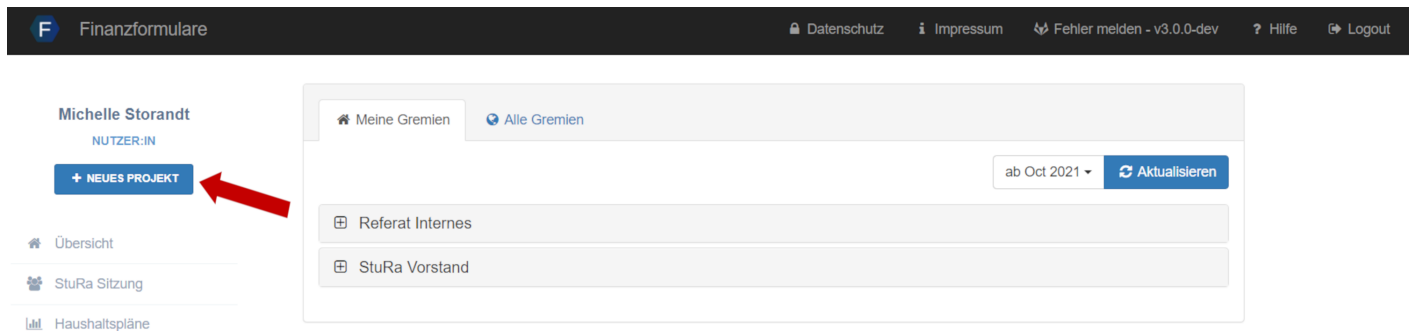 F Finanzformulare Datenschutz Impressum Fehler melden - v3.0.0-dev ? Hilfe Logout
Michelle Storandt
NUTZER:IN
+ NEUES PROJEKT
Übersicht
StuRa Sitzung
Haushaltspläne
Meine Gremien Alle Gremien
ab Oct 2021 Aktualisieren
Referat Internes
StuRa Vorstand